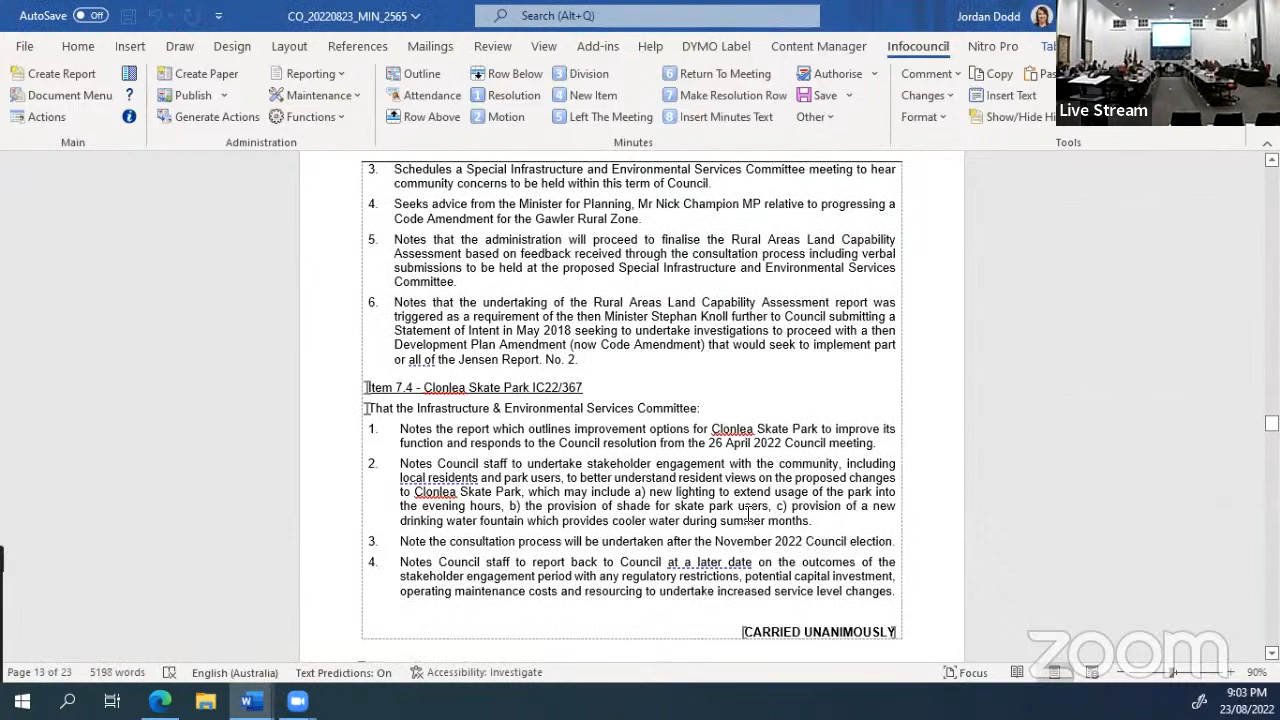 AutoSave Off CO_20220823_MIN_2565 Search (Alt+Q) Jordan Dodd
File Home Insert Draw Design Layout References Mailings Review View Add-ins Help DYMO Label Content Manager Infocouncil Nitro Pro Tab
Create Report Create Paper Reporting Outline Row Below 3 Division 6 Return To Meeting Authorise Comment Copy Pas
Document Menu ? Publish Maintenance Attendance 1 Resolution 4 New Item 7 Make Resolution Row Save Changes Insert Text
Actions Generate Actions Functions Row Above 2 Motion 5 Left The Meeting 8 Insert Minutes Text Other Format Show/Hide
Main Administration Minutes Tools
Live Stream
3. Schedules a Special Infrastructure and Environmental Services Committee meeting to hear
community concerns to be held within this term of Council.
4. Seeks advice from the Minister for Planning, Mr Nick Champion MP relative to progressing a
Code Amendment for the Gawler Rural Zone.
5. Notes that the administration will proceed to finalise the Rural Areas Land Capability
Assessment based on feedback received through the consultation process including verbal
submissions to be held at the proposed Special Infrastructure and Environmental Services
Committee.
6. Notes that the undertaking of the Rural Areas Land Capability Assessment report was
triggered as a requirement of the then Minister Stephan Knoll further to Council submitting a
Statement of Intent in May 2018 seeking to undertake investigations to proceed with a then
Development Plan Amendment (now Code Amendment) that would seek to implement part
or all of the Jensen Report. No. 2.
Item 7.4 - Clonlea Skate Park IC22/367
That the Infrastructure & Environmental Services Committee:
1. Notes the report which outlines improvement options for Clonlea Skate Park to improve its
function and responds to the Council resolution from the 26 April 2022 Council meeting.
2. Notes Council staff to undertake stakeholder engagement with the community, including
local residents and park users, to better understand resident views on the proposed changes
to Clonlea Skate Park, which may include a) new lighting to extend usage of the park into
the evening hours, b) the provision of shade for skate park users, c) provision of a new
drinking water fountain which provides cooler water during summer months.
3. Note the consultation process will be undertaken after the November 2022 Council election.
4. Notes Council staff to report back to Council at a later date on the outcomes of the
stakeholder engagement period with any regulatory restrictions, potential capital investment,
operating maintenance costs and resourcing to undertake increased service level changes.
CARRIED UNANIMOUSLY
zoom
Page 13 of 23 5198 words English (Australia) Text Predictions: On Accessibility: Investigate Focus 90%
9:03 PM
23/08/2022